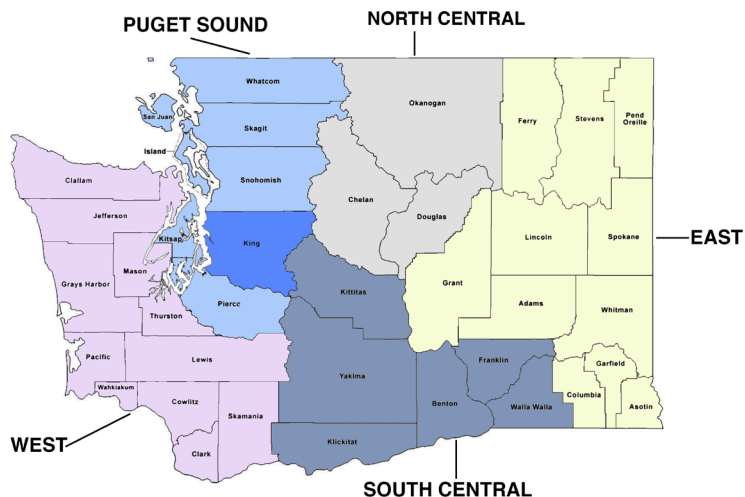 NORTH CENTRAL
PUGET SOUND
Whatcom
Okanogan
San Juan
Skagit
Ferry
Stevens
Pend
Oreille
Island
Clallam
Snohomish
Chelan
Jefferson
Douglas
Kitsap
King
Lincoln
Spokane
EAST
Mason
Grays Harbor
Kittitas
Grant
Thurston
Pierce
Adams
Whitman
Pacific
Lewis
Yakima
Franklin
Garfield
Wahkiakum
Cowlitz
Skamania
Benton
Walla Walla
Columbia
Asotin
WEST
Clark
Klickitat
SOUTH CENTRAL